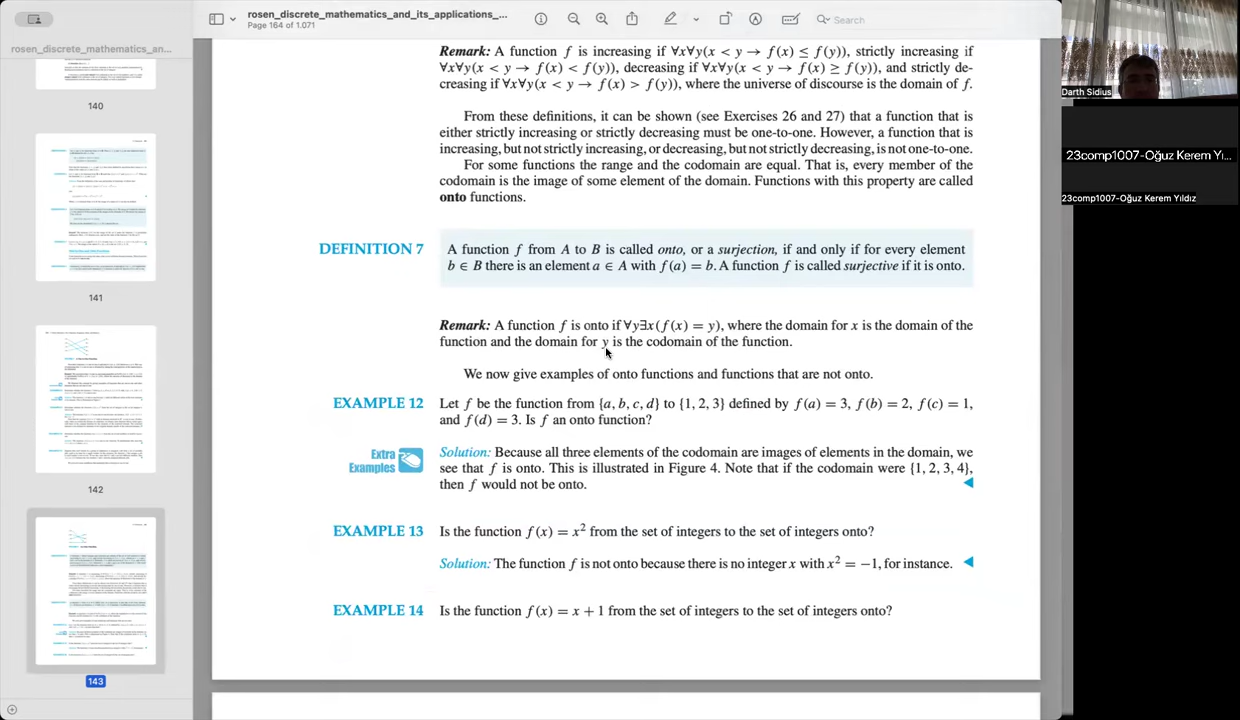 rosen_discrete_mathematics_and_its_applications_...
Page 164 of 1.071
Search
rosen_discrete_mathematics_an...
140
141
142
143
Remark: A function f is increasing if ∀x∀y(x < y → f(x) ≤ f(y)), strictly increasing if
∀x∀y(x < y → f(x) < f(y)), decreasing if ∀x∀y(x < y → f(x) ≥ f(y)), and strictly de-
creasing if ∀x∀y(x < y → f(x) > f(y)), where the universe of discourse is the domain of f.
From these definitions, it can be shown (see Exercises 26 and 27) that a function that is
either strictly increasing or strictly decreasing must be one-to-one. However, a function that is
increasing, but not strictly increasing, or decreasing, but not strictly decreasing, is not one-to-one.
For some functions the range and the codomain are equal. That is, every member of the
codomain is the image of some element of the domain. Functions with this property are called
onto functions.
DEFINITION 7
A function f from A to B is called onto, or a surjection, if and only if for every element
b ∈ B there is an element a ∈ A with f(a) = b. A function f is called surjective if it is onto.
Remark: A function f is onto if ∀y∃x(f(x) = y), where the domain for x is the domain of the
function and the domain for y is the codomain of the function.
We now give examples of onto functions and functions that are not onto.
EXAMPLE 12
Let f be the function from {a, b, c, d} to {1, 2, 3} defined by f(a) = 3, f(b) = 2, f(c) = 1,
and f(d) = 3. Is f an onto function?
Extra
Examples
Solution: Because all three elements of the codomain are images of elements in the domain, we
see that f is onto. This is illustrated in Figure 4. Note that if the codomain were {1, 2, 3, 4},
then f would not be onto.
EXAMPLE 13
Is the function f(x) = x² from the set of integers to the set of integers onto?
Solution: The function f is not onto because there is no integer x with x² = −1, for instance.
EXAMPLE 14
Is the function f(x) = x + 1 from the set of integers to the set of integers onto?
Darth Sidius
23comp1007-Oğuz Kerem Yı...
23comp1007-Oğuz Kerem Yıldız